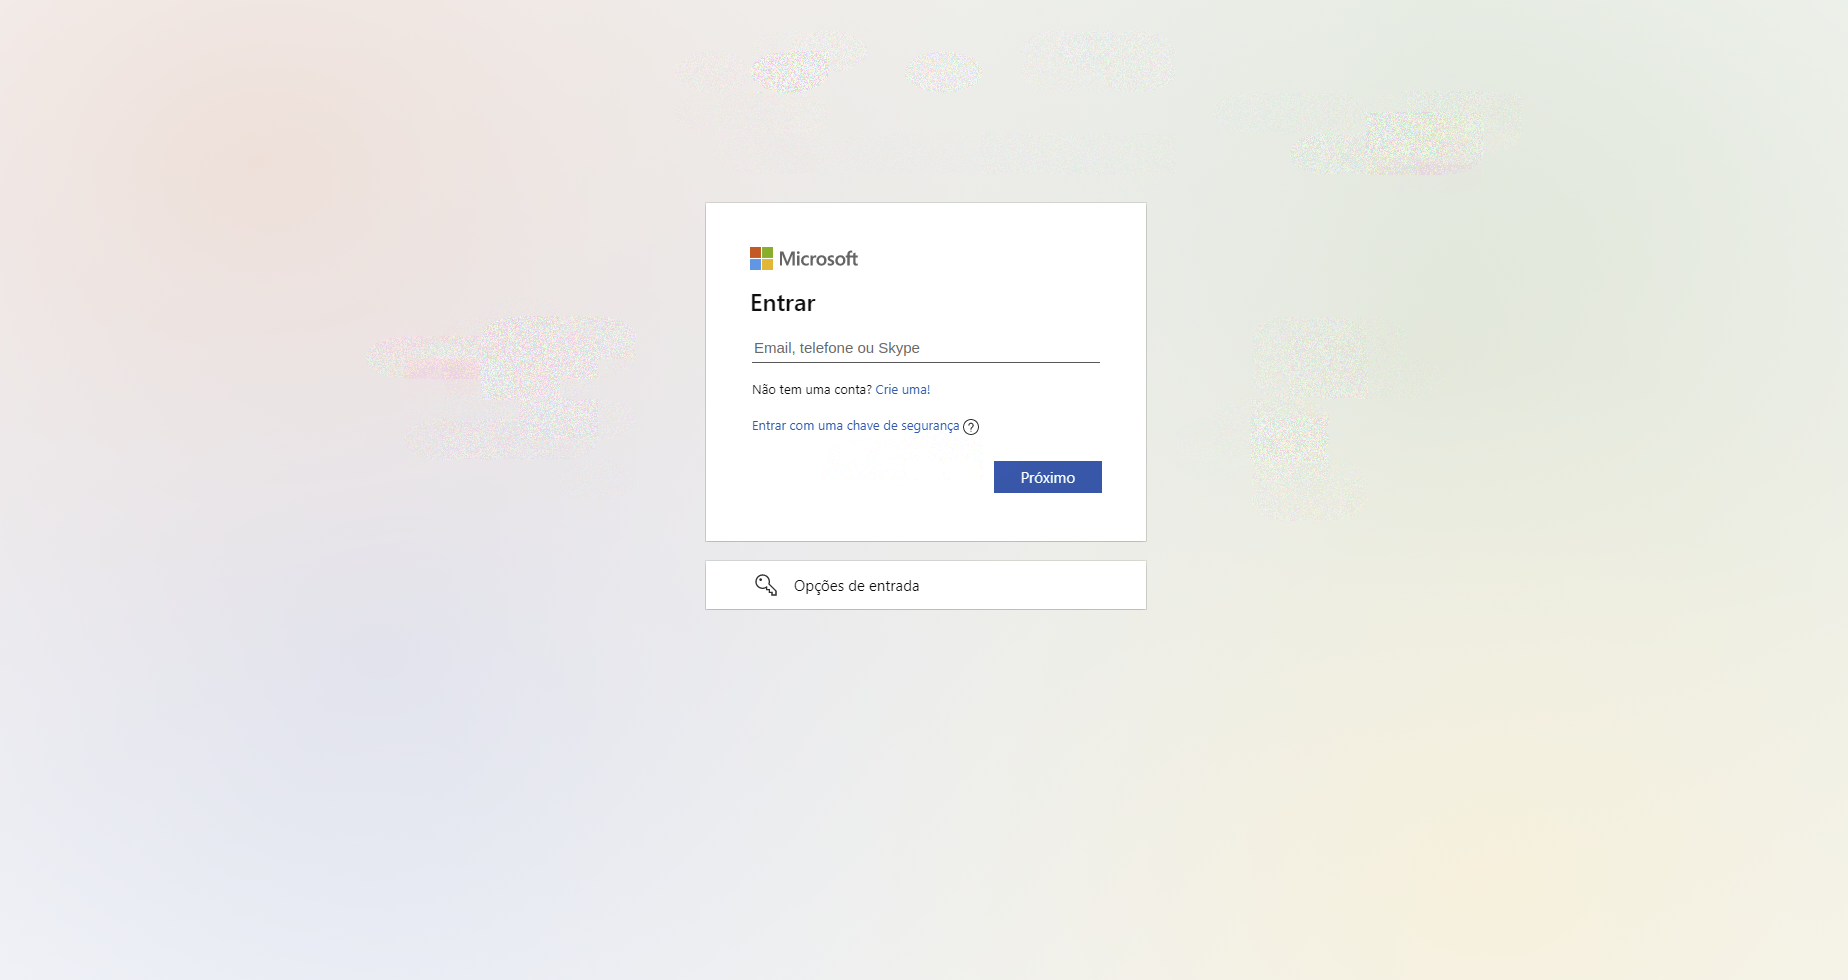 Microsoft
Entrar
Email, telefone ou Skype
Não tem uma conta? Crie uma!
Entrar com uma chave de segurança
Próximo
Opções de entrada